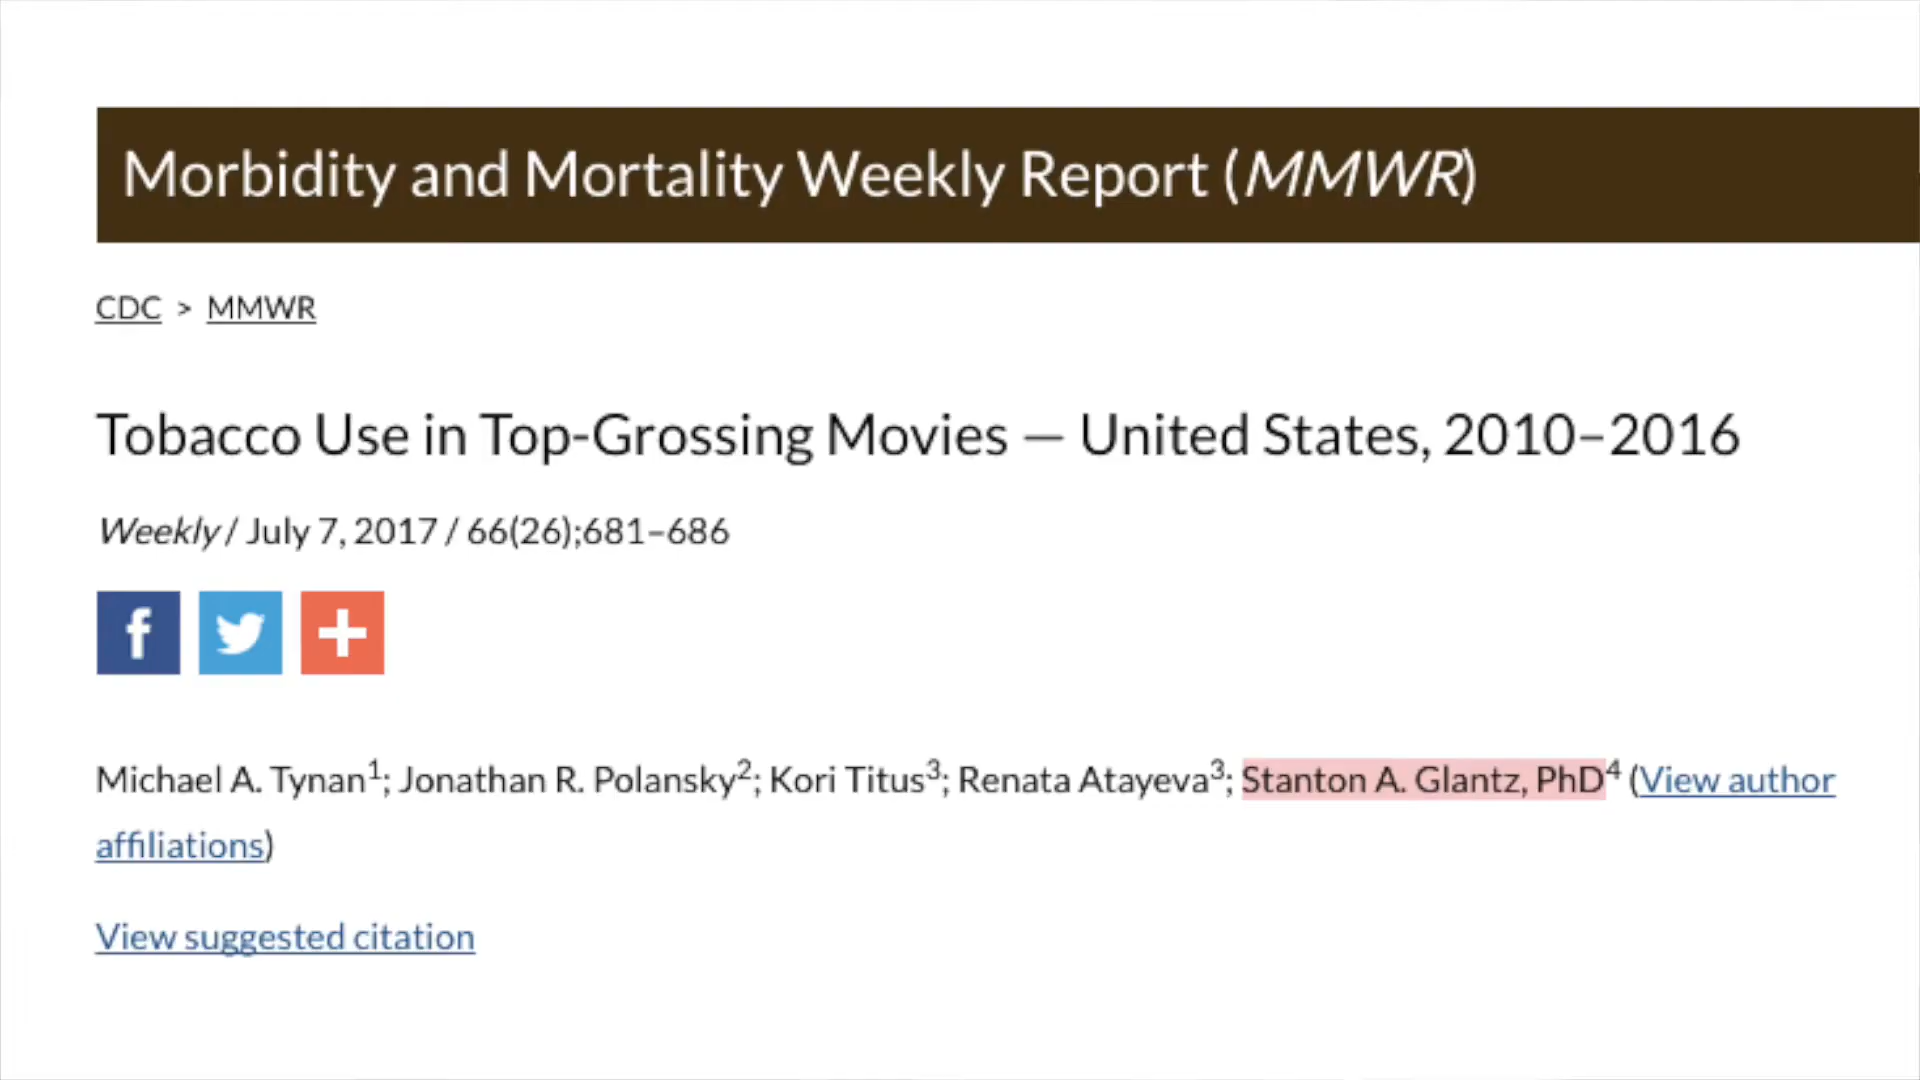 Morbidity and Mortality Weekly Report (MMWR)
CDC > MMWR
Tobacco Use in Top-Grossing Movies — United States, 2010–2016
Weekly / July 7, 2017 / 66(26);681–686
Michael A. Tynan1; Jonathan R. Polansky2; Kori Titus3; Renata Atayeva3; Stanton A. Glantz, PhD4 (View author
affiliations)
View suggested citation